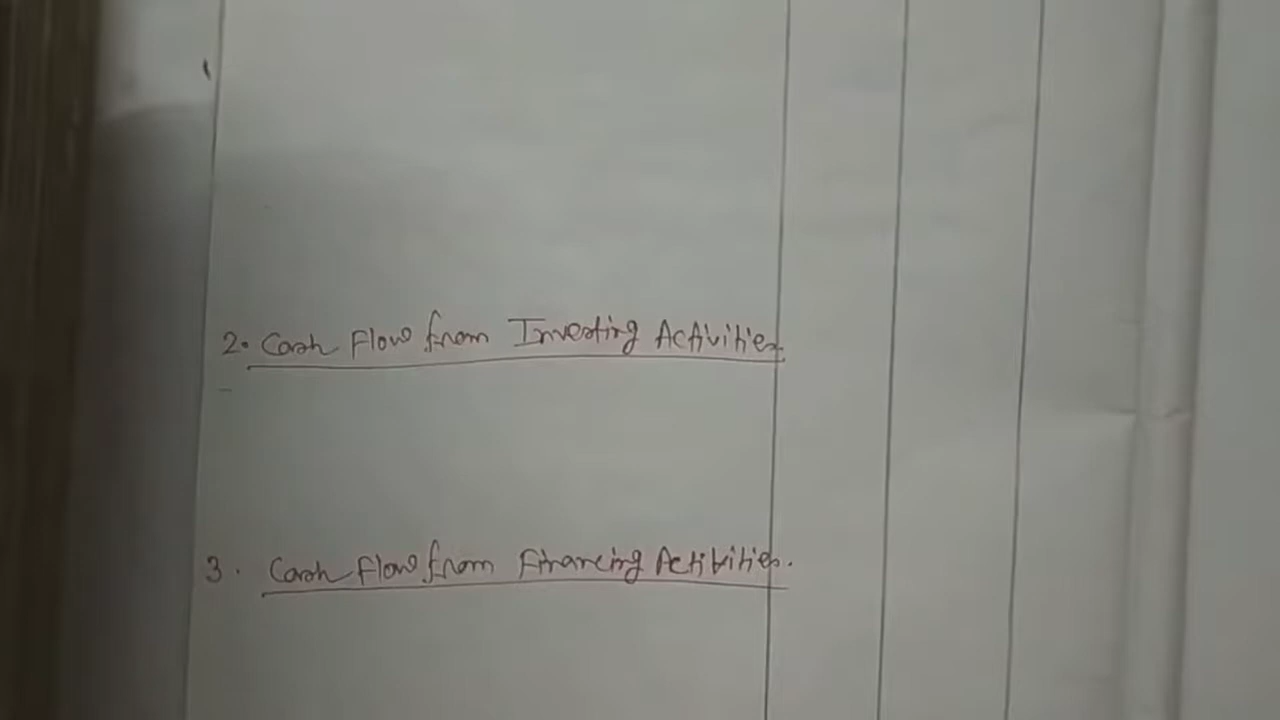 2. Cash Flow from Investing Activities
3. Cash Flow from Financing Activities.